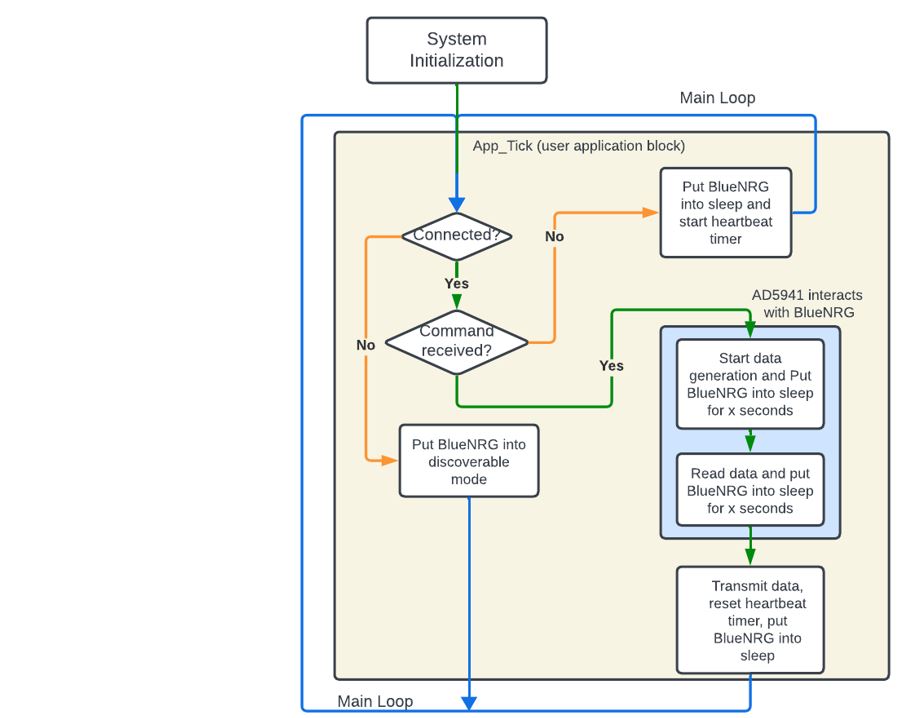 System
Initialization
Main Loop
App_Tick (user application block)
Put BlueNRG
into sleep and
start heartbeat
timer
Connected?
No
Yes
AD5941 interacts
with BlueNRG
Command
received?
No
Yes
Start data
generation and Put
BlueNRG into sleep
for x seconds
Put BlueNRG into
discoverable
mode
Read data and put
BlueNRG into sleep
for x seconds
Transmit data,
reset heartbeat
timer, put
BlueNRG into
sleep
Main Loop